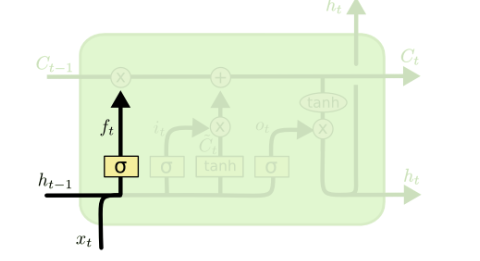 h_t
C_{t-1} × + C_t
tanh
f_t i_t × o_t ×
C̃_t
σ σ tanh σ
h_{t-1} h_t
x_t